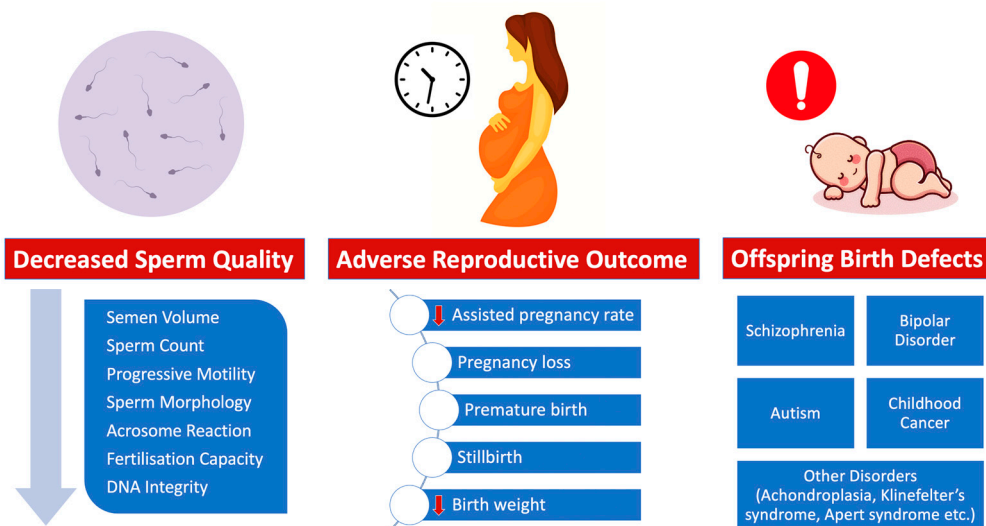 Decreased Sperm Quality
Semen Volume
Sperm Count
Progressive Motility
Sperm Morphology
Acrosome Reaction
Fertilisation Capacity
DNA Integrity
Adverse Reproductive Outcome
Assisted pregnancy rate
Pregnancy loss
Premature birth
Stillbirth
Birth weight
Offspring Birth Defects
Schizophrenia
Bipolar
Disorder
Autism
Childhood
Cancer
Other Disorders
(Achondroplasia, Klinefelter’s
syndrome, Apert syndrome etc.)